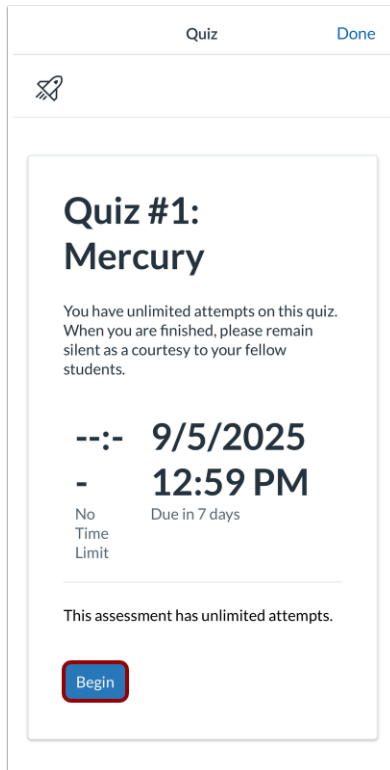 Quiz
Done
Quiz #1:
Mercury
You have unlimited attempts on this quiz.
When you are finished, please remain
silent as a courtesy to your fellow
students.
--:-
-
No
Time
Limit
9/5/2025
12:59 PM
Due in 7 days
This assessment has unlimited attempts.
Begin